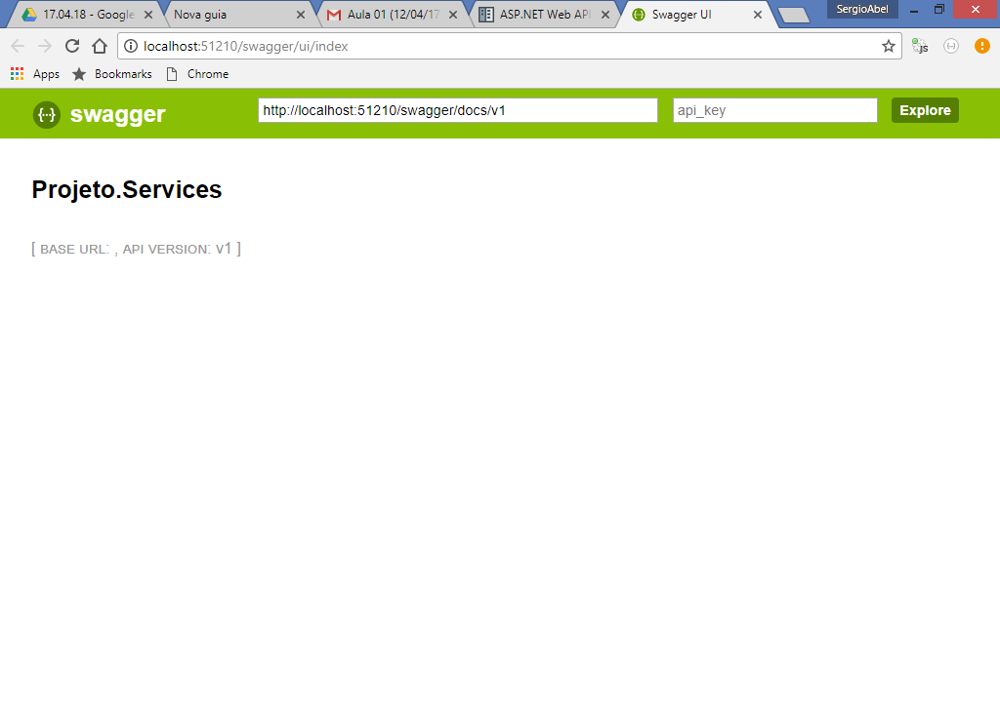 17.04.18 - Google
Nova guia
Aula 01 (12/04/17
ASP.NET Web API
Swagger UI
SergioAbel
localhost:51210/swagger/ui/index
JS
Apps
Bookmarks
Chrome
{···} swagger
http://localhost:51210/swagger/docs/v1
api_key
Explore
Projeto.Services
[ BASE URL: , API VERSION: v1 ]